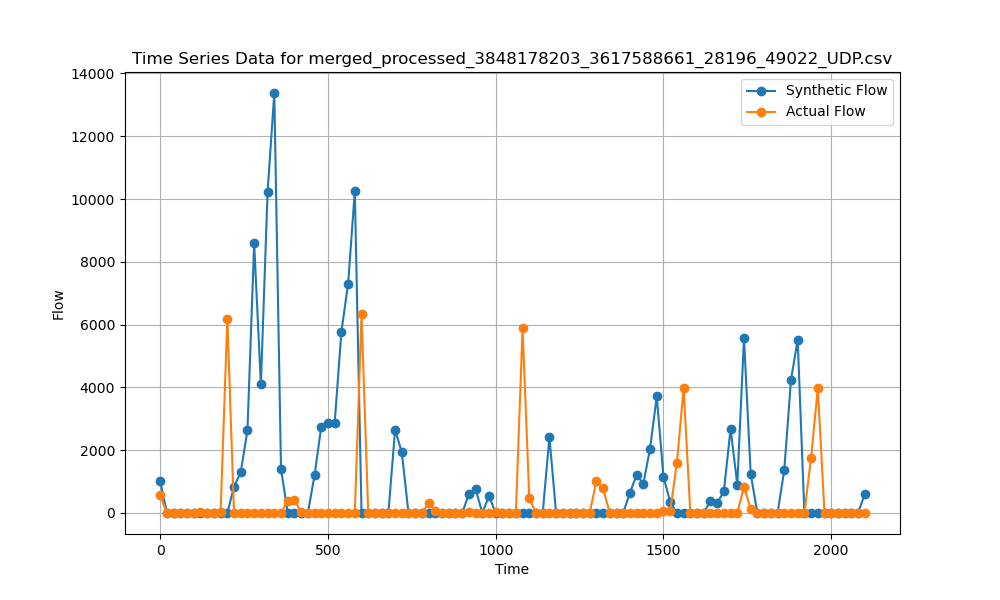 Time Series Data for merged_processed_3848178203_3617588661_28196_49022_UDP.csv
Synthetic Flow
Actual Flow
Flow
14000
12000
10000
8000
6000
4000
2000
0
0 500 1000 1500 2000
Time